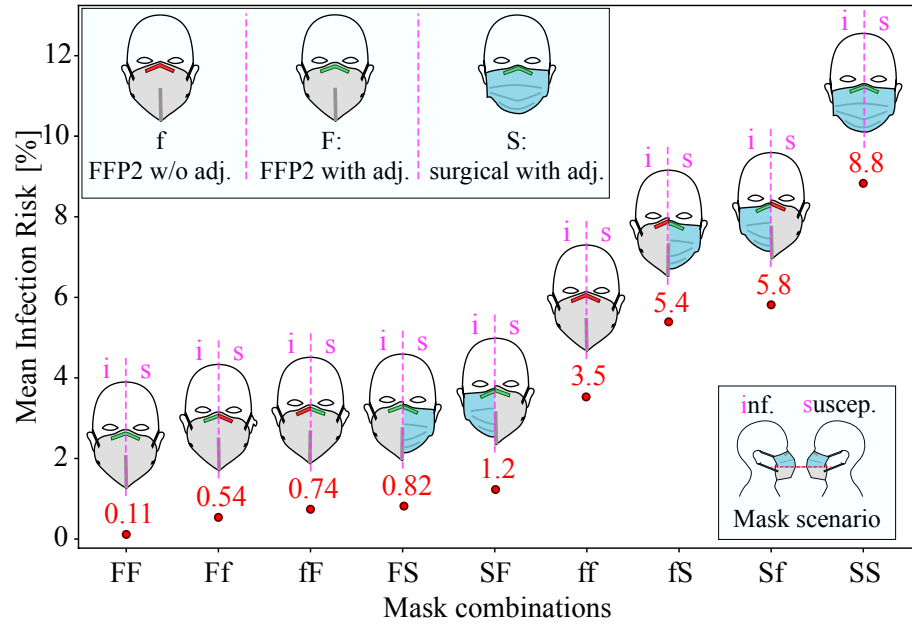 Mean Infection Risk [%]
12
10
8
6
4
2
0
f
FFP2 w/o adj.
F:
FFP2 with adj.
S:
surgical with adj.
i s
0.11
i s
0.54
i s
0.74
i s
0.82
i s
1.2
i s
3.5
i s
5.4
i s
5.8
i s
8.8
inf. suscep.
Mask scenario
FF Ff fF FS SF ff fS Sf SS
Mask combinations